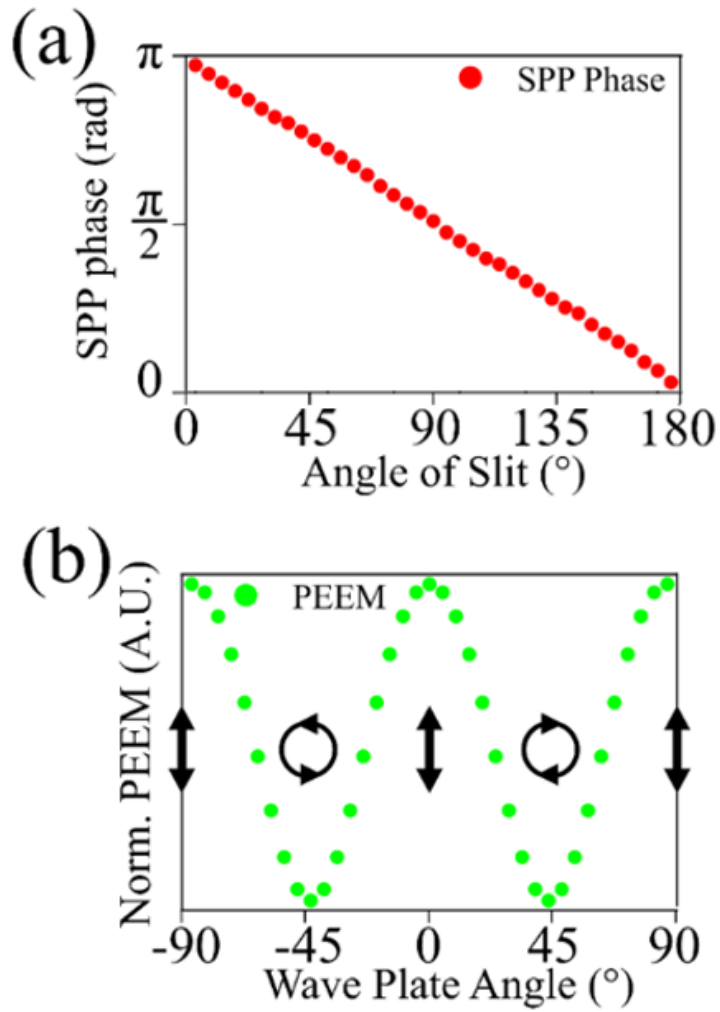 (a)
SPP phase (rad)
π
π
2
0
SPP Phase
0 45 90 135 180
Angle of Slit (°)
(b)
Norm. PEEM (A.U.)
PEEM
-90 -45 0 45 90
Wave Plate Angle (°)